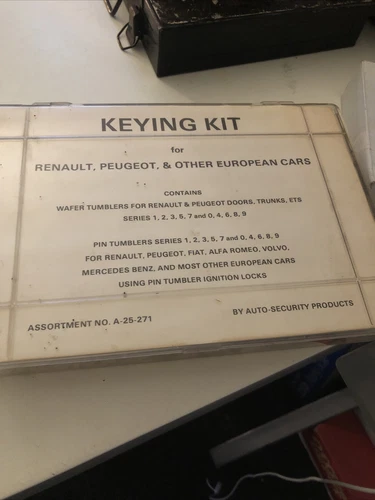 KEYING KIT
for
RENAULT, PEUGEOT, & OTHER EUROPEAN CARS
CONTAINS
WAFER TUMBLERS FOR RENAULT & PEUGEOT DOORS, TRUNKS, ETS
SERIES 1, 2, 3, 5, 7 and 0, 4, 6, 8, 9
PIN TUMBLERS SERIES 1, 2, 3, 5, 7 and 0, 4, 6, 8, 9
FOR RENAULT, PEUGEOT, FIAT, ALFA ROMEO, VOLVO,
MERCEDES BENZ, AND MOST OTHER EUROPEAN CARS
USING PIN TUMBLER IGNITION LOCKS
ASSORTMENT NO. A-25-271
BY AUTO-SECURITY PRODUCTS